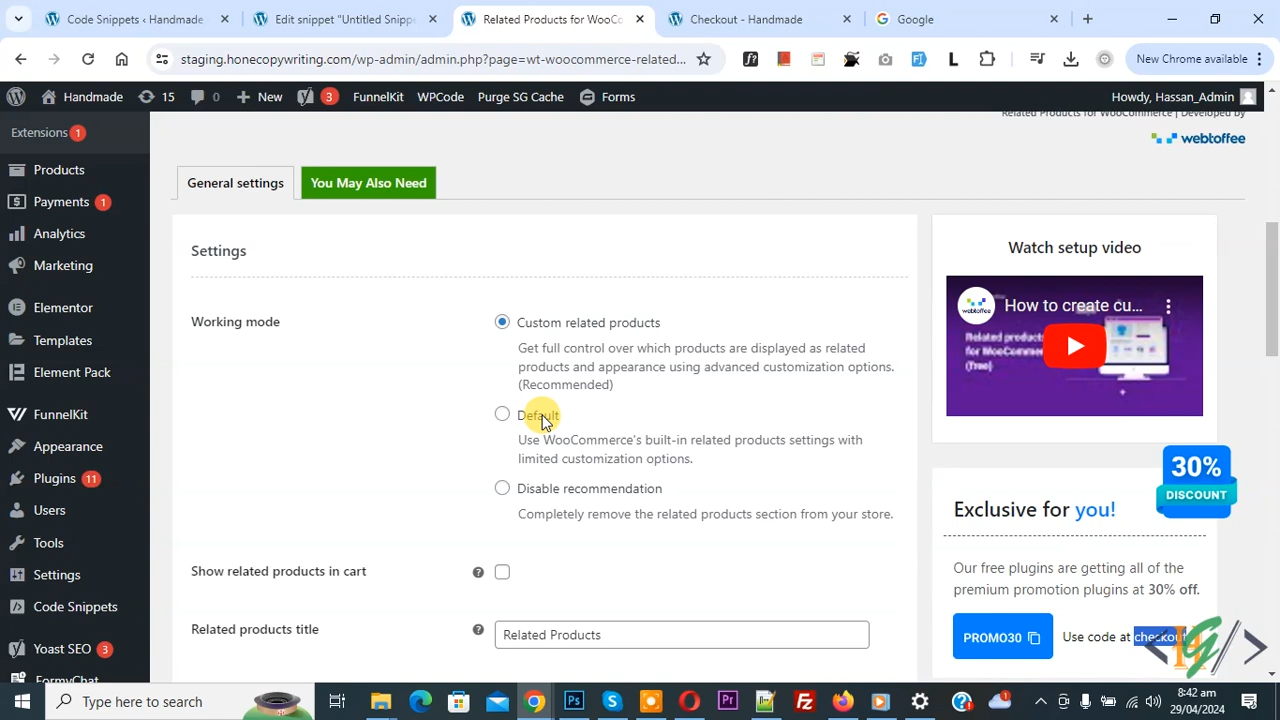 Code Snippets ‹ Handmade
Edit snippet "Untitled Snippe
Related Products for WooCo
Checkout - Handmade
Google
staging.honecopywriting.com/wp-admin/admin.php?page=wt-woocommerce-related...
New Chrome available
Handmade
15
0
New
3
FunnelKit
WPCode
Purge SG Cache
Forms
Howdy, Hassan_Admin
Extensions 1
Products
Payments 1
Analytics
Marketing
Elementor
Templates
Element Pack
FunnelKit
Appearance
Plugins 11
Users
Tools
Settings
Code Snippets
Yoast SEO 3
FormyChat
Related Products for WooCommerce | Developed by
webtoffee
General settings
You May Also Need
Settings
Working mode
Custom related products
Get full control over which products are displayed as related
products and appearance using advanced customization options.
(Recommended)
Default
Use WooCommerce's built-in related products settings with
limited customization options.
Disable recommendation
Completely remove the related products section from your store.
Show related products in cart
Related products title
Related Products
Watch setup video
webtoffee
How to create cu...
Related products
for WooCommerce
(Free)
30%
DISCOUNT
Exclusive for you!
Our free plugins are getting all of the
premium promotion plugins at 30% off.
PROMO30
Use code at checkout
Type here to search
8:42 am
29/04/2024